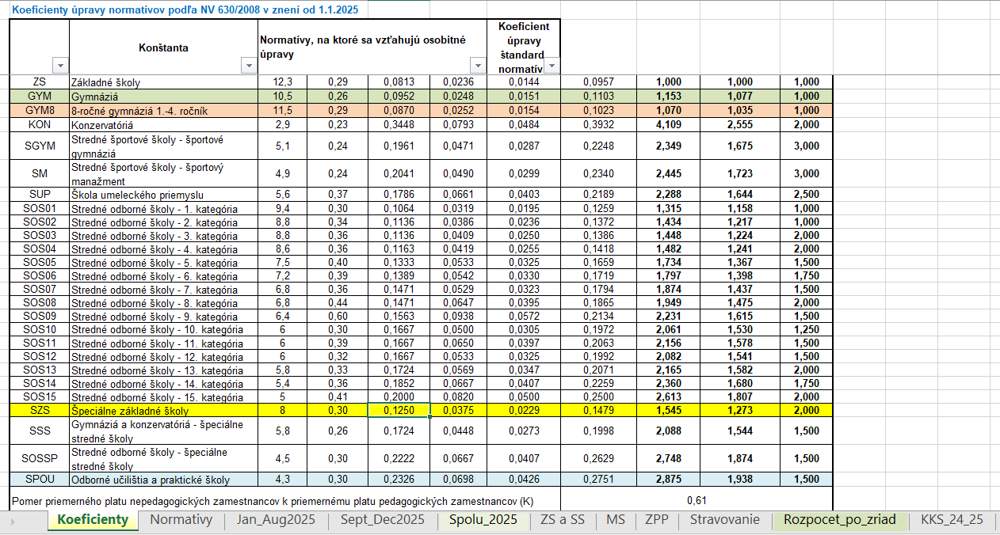 Koeficienty úpravy normatívov podľa NV 630/2008 v znení od 1.1.2025
Konštanta Normatívy, na ktoré sa vzťahujú osobitné úpravy Koeficient úpravy štandard normatív
ZS Základné školy 12,3 0,29 0,0813 0,0236 0,0144 0,0957 1,000 1,000 1,000
GYM Gymnáziá 10,5 0,26 0,0952 0,0248 0,0151 0,1103 1,153 1,077 1,000
GYM8 8-ročné gymnáziá 1.-4. ročník 11,5 0,29 0,0870 0,0252 0,0154 0,1023 1,070 1,035 1,000
KON Konzervatóriá 2,9 0,23 0,3448 0,0793 0,0484 0,3932 4,109 2,555 2,000
SGYM Stredné športové školy - športové gymnáziá 5,1 0,24 0,1961 0,0471 0,0287 0,2248 2,349 1,675 3,000
SM Stredné športové školy - športový manažment 4,9 0,24 0,2041 0,0490 0,0299 0,2340 2,445 1,723 3,000
SUP Škola umeleckého priemyslu 5,6 0,37 0,1786 0,0661 0,0403 0,2189 2,288 1,644 2,500
SOS01 Stredné odborné školy - 1. kategória 9,4 0,30 0,1064 0,0319 0,0195 0,1259 1,315 1,158 1,000
SOS02 Stredné odborné školy - 2. kategória 8,8 0,34 0,1136 0,0386 0,0236 0,1372 1,434 1,217 1,000
SOS03 Stredné odborné školy - 3. kategória 8,8 0,36 0,1136 0,0409 0,0250 0,1386 1,448 1,224 2,000
SOS04 Stredné odborné školy - 4. kategória 8,6 0,36 0,1163 0,0419 0,0255 0,1418 1,482 1,241 2,000
SOS05 Stredné odborné školy - 5. kategória 7,5 0,40 0,1333 0,0533 0,0325 0,1659 1,734 1,367 1,500
SOS06 Stredné odborné školy - 6. kategória 7,2 0,39 0,1389 0,0542 0,0330 0,1719 1,797 1,398 1,750
SOS07 Stredné odborné školy - 7. kategória 6,8 0,36 0,1471 0,0529 0,0323 0,1794 1,874 1,437 1,500
SOS08 Stredné odborné školy - 8. kategória 6,8 0,44 0,1471 0,0647 0,0395 0,1865 1,949 1,475 2,000
SOS09 Stredné odborné školy - 9. kategória 6,4 0,60 0,1563 0,0938 0,0572 0,2134 2,231 1,615 1,500
SOS10 Stredné odborné školy - 10. kategória 6 0,30 0,1667 0,0500 0,0305 0,1972 2,061 1,530 1,250
SOS11 Stredné odborné školy - 11. kategória 6 0,39 0,1667 0,0650 0,0397 0,2063 2,156 1,578 1,500
SOS12 Stredné odborné školy - 12. kategória 6 0,32 0,1667 0,0533 0,0325 0,1992 2,082 1,541 1,500
SOS13 Stredné odborné školy - 13. kategória 5,8 0,33 0,1724 0,0569 0,0347 0,2071 2,165 1,582 2,000
SOS14 Stredné odborné školy - 14. kategória 5,4 0,36 0,1852 0,0667 0,0407 0,2259 2,360 1,680 1,750
SOS15 Stredné odborné školy - 15. kategória 5 0,41 0,2000 0,0820 0,0500 0,2500 2,613 1,807 2,000
SZS Špeciálne základné školy 8 0,30 0,1250 0,0375 0,0229 0,1479 1,545 1,273 2,000
SSS Gymnáziá a konzervatóriá - špeciálne stredné školy 5,8 0,26 0,1724 0,0448 0,0273 0,1998 2,088 1,544 1,500
SOSSP Stredné odborné školy - špeciálne stredné školy 4,5 0,30 0,2222 0,0667 0,0407 0,2629 2,748 1,874 1,500
SPOU Odborné učilištia a praktické školy 4,3 0,30 0,2326 0,0698 0,0426 0,2751 2,875 1,938 1,500
Pomer priemerného platu nepedagogických zamestnancov k priemernému platu pedagogických zamestnancov (K) 0,61
Koeficienty Normativy Jan_Aug2025 Sept_Dec2025 Spolu_2025 ZS a SS MS ZPP Stravovanie Rozpocet_po_zriad KKS_24_25